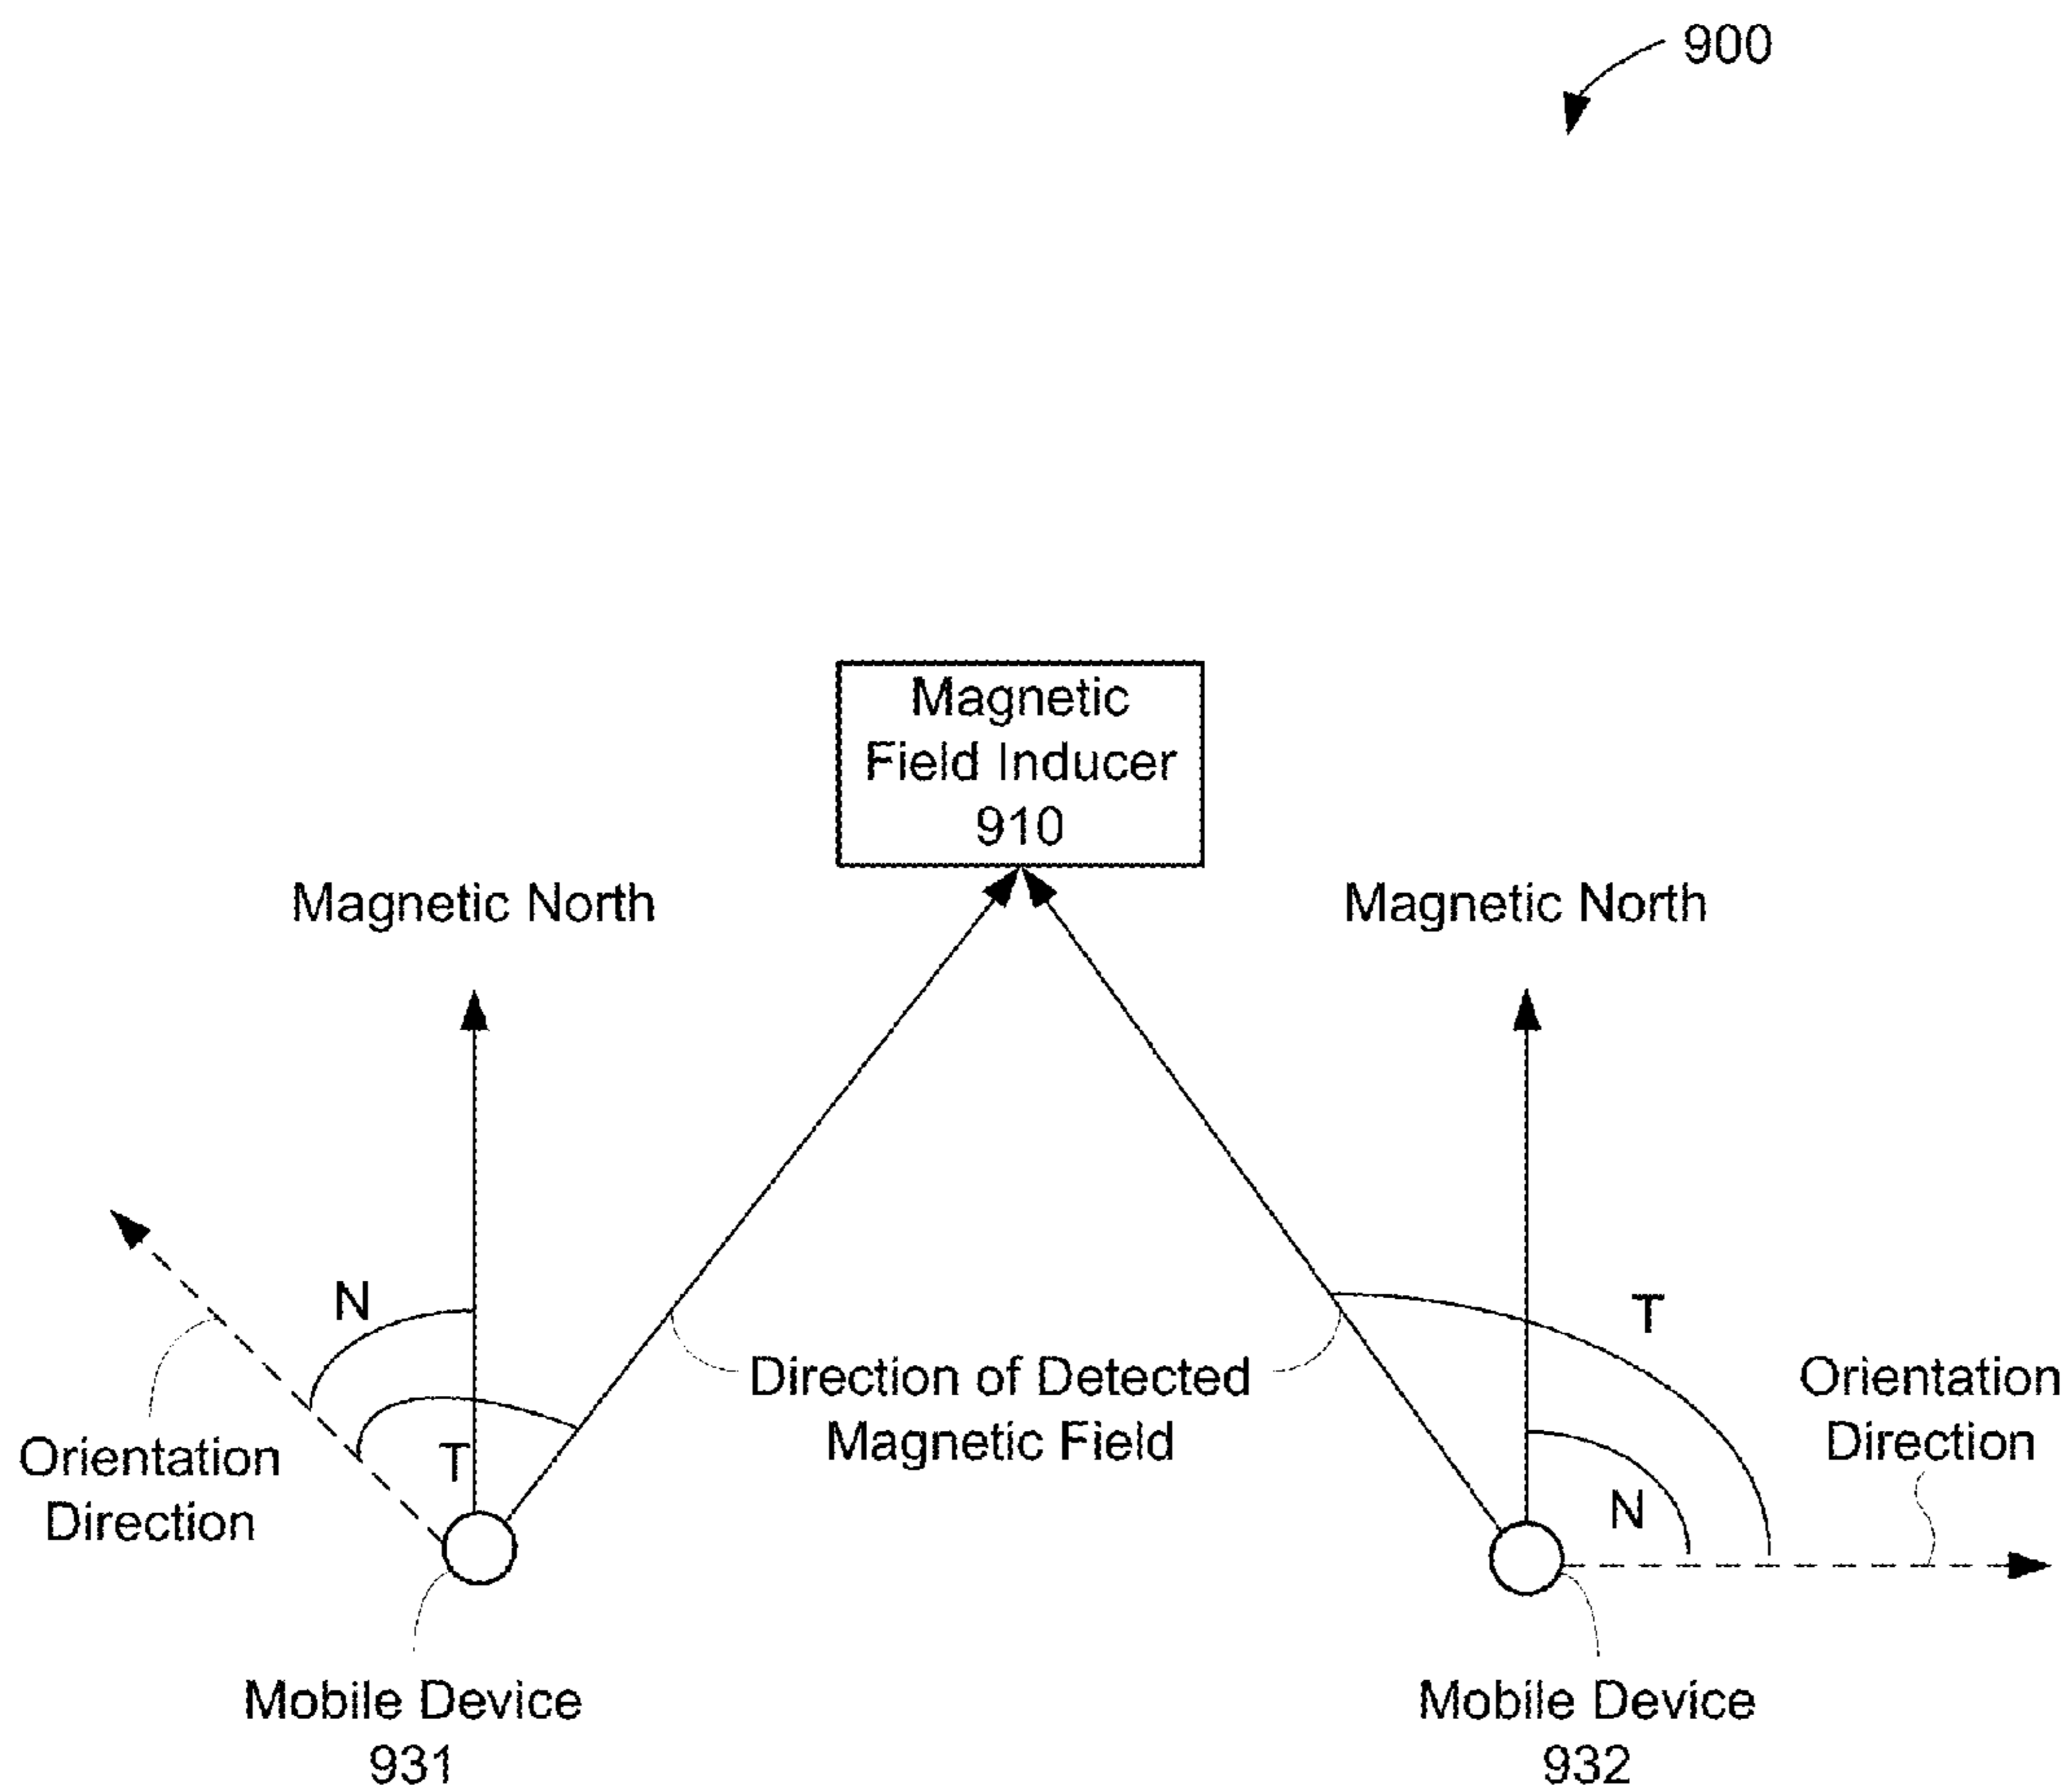 900
Magnetic
Field Inducer
910
Magnetic North
Magnetic North
N
T
T
N
Direction of Detected
Magnetic Field
Orientation
Direction
Orientation
Direction
Mobile Device
931
Mobile Device
932